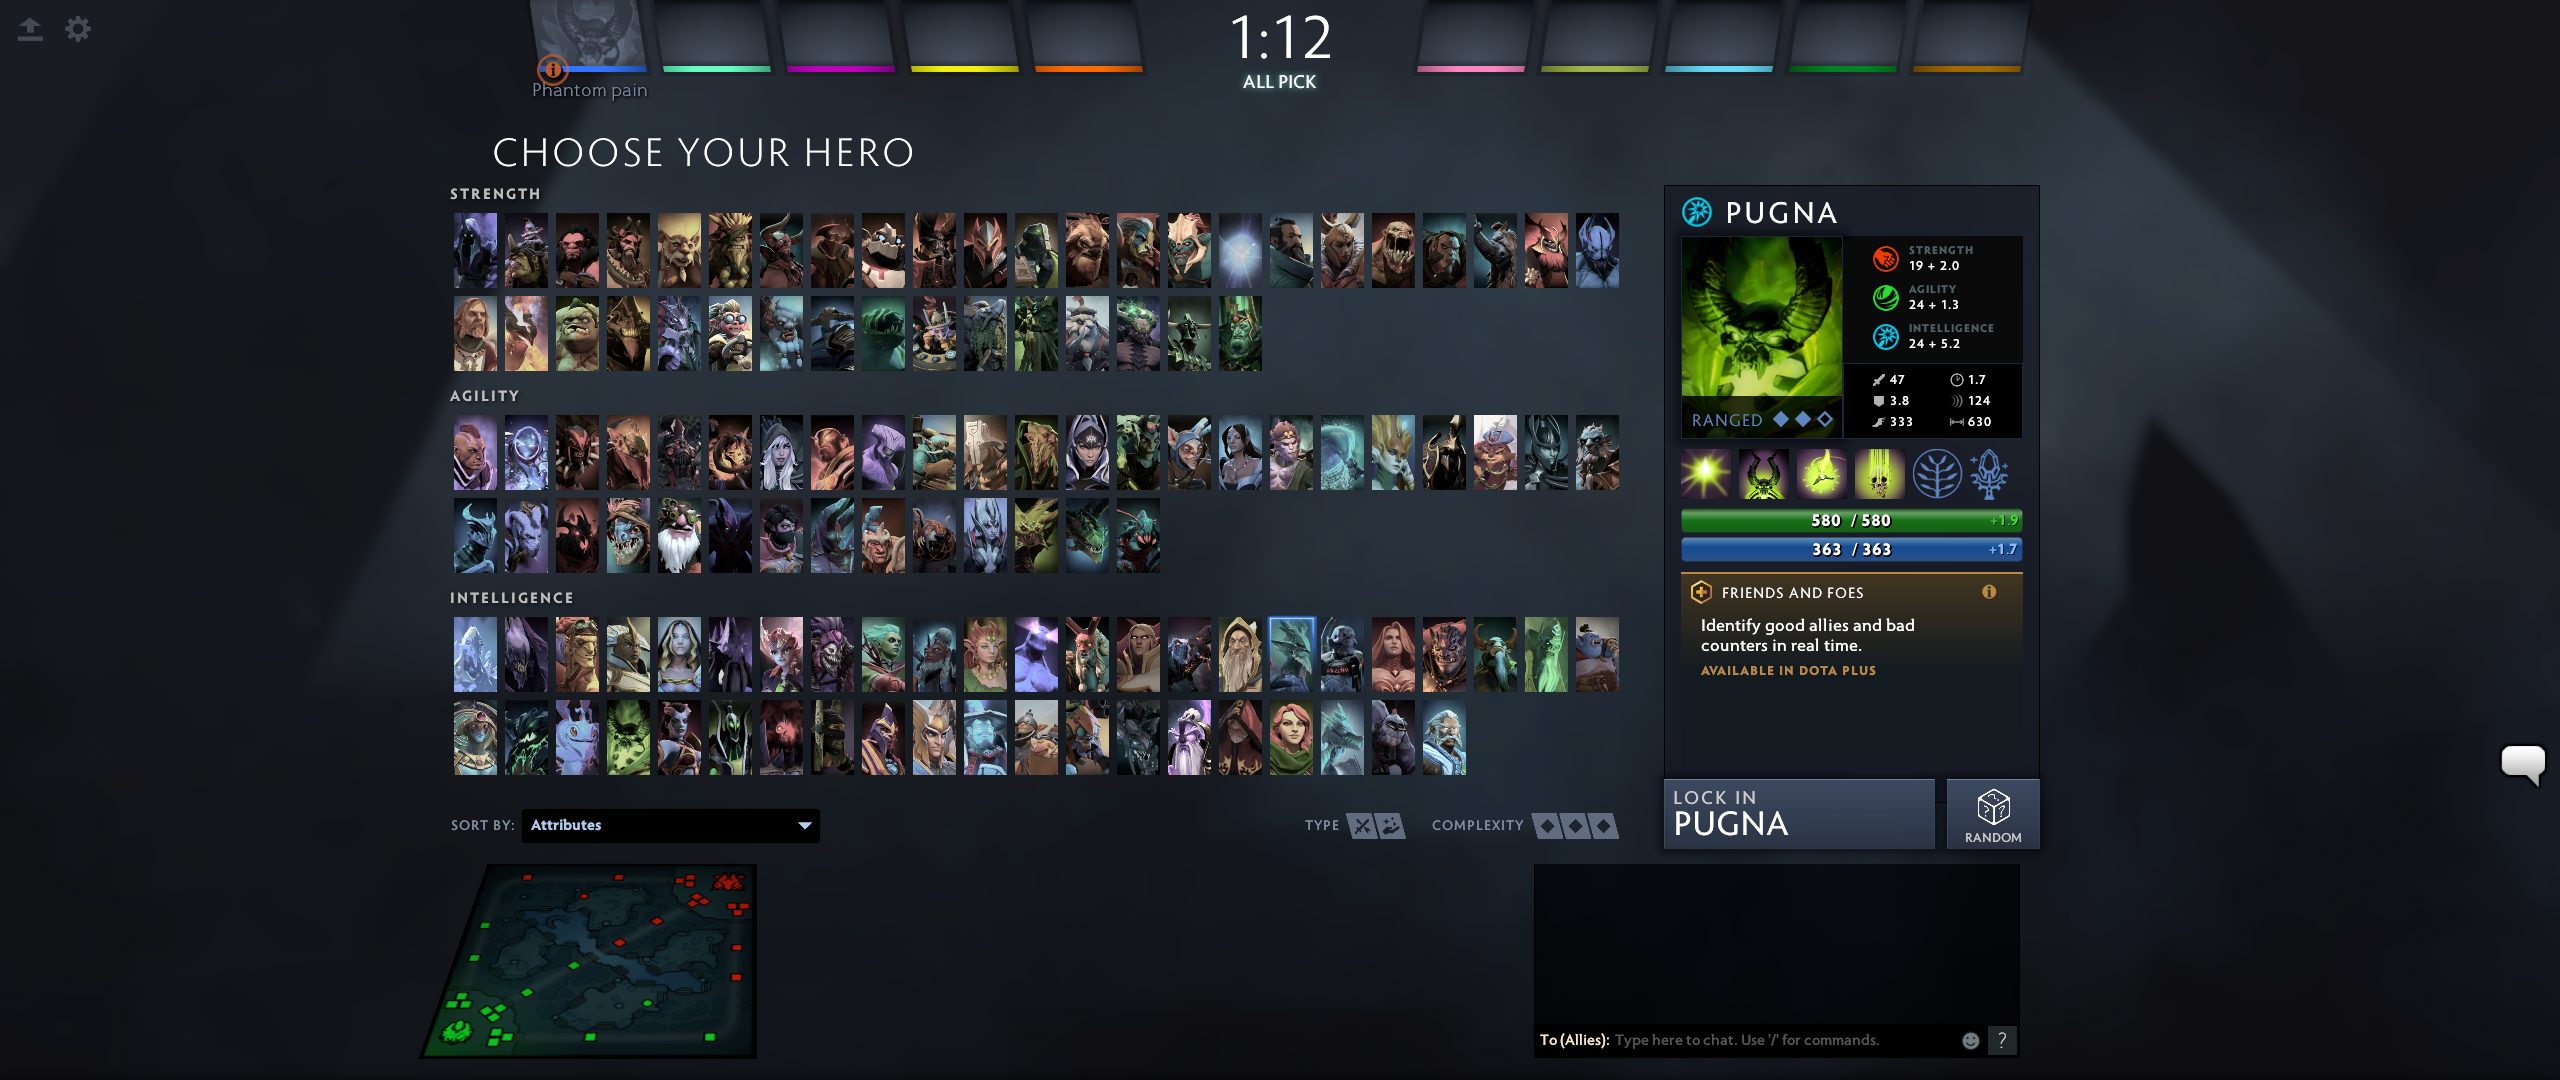 1:12
ALL PICK
Phantom pain
CHOOSE YOUR HERO
STRENGTH
AGILITY
INTELLIGENCE
SORT BY: Attributes
TYPE
COMPLEXITY
PUGNA
STRENGTH
19 + 2.0
AGILITY
24 + 1.3
INTELLIGENCE
24 + 5.2
RANGED
47 1.7
3.8 124
333 630
580 / 580 +1.9
363 / 363 +1.7
FRIENDS AND FOES
Identify good allies and bad
counters in real time.
AVAILABLE IN DOTA PLUS
LOCK IN
PUGNA
RANDOM
To (Allies): Type here to chat. Use '/' for commands. ?